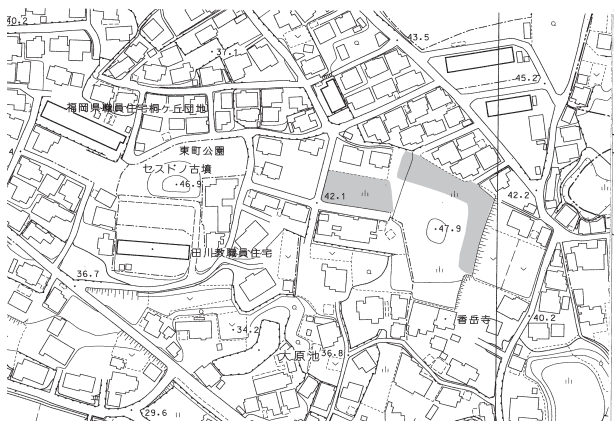 40.2
37.1
43.5
45.2
福岡県職員住宅桐ケ丘団地
東町公園
セスドノ古墳
46.9
42.1
42.2
47.9
田川教職員住宅
36.7
香岳寺
40.2
34.2
大原池
36.8
29.6